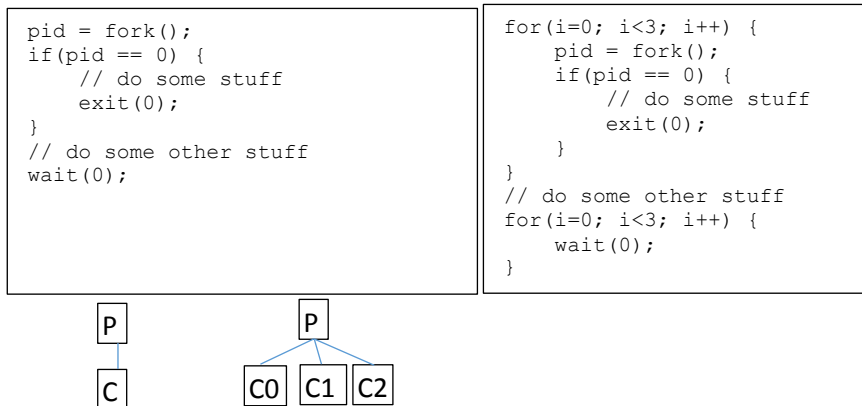 pid = fork();
if(pid == 0) {
    // do some stuff
    exit(0);
}
// do some other stuff
wait(0);
for(i=0; i<3; i++) {
    pid = fork();
    if(pid == 0) {
        // do some stuff
        exit(0);
    }
}
// do some other stuff
for(i=0; i<3; i++) {
    wait(0);
}
P
C
P
C0 C1 C2